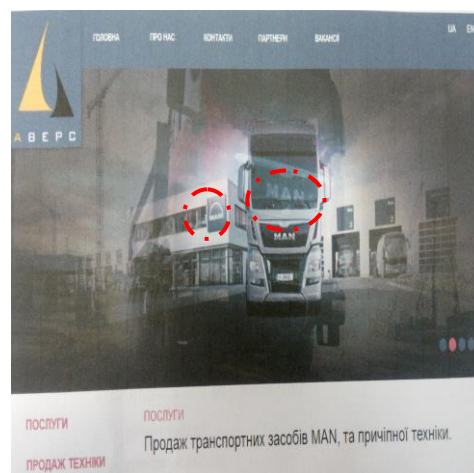 ГОЛОВНА ПРО НАС КОНТАКТИ ПАРТНЕРИ ВАКАНСІЇ UA EN
АВЕРС
MAN
MAN
MAN
ПОСЛУГИ
ПРОДАЖ ТЕХНІКИ
ПОСЛУГИ
Продаж транспортних засобів MAN, та причіпної техніки.